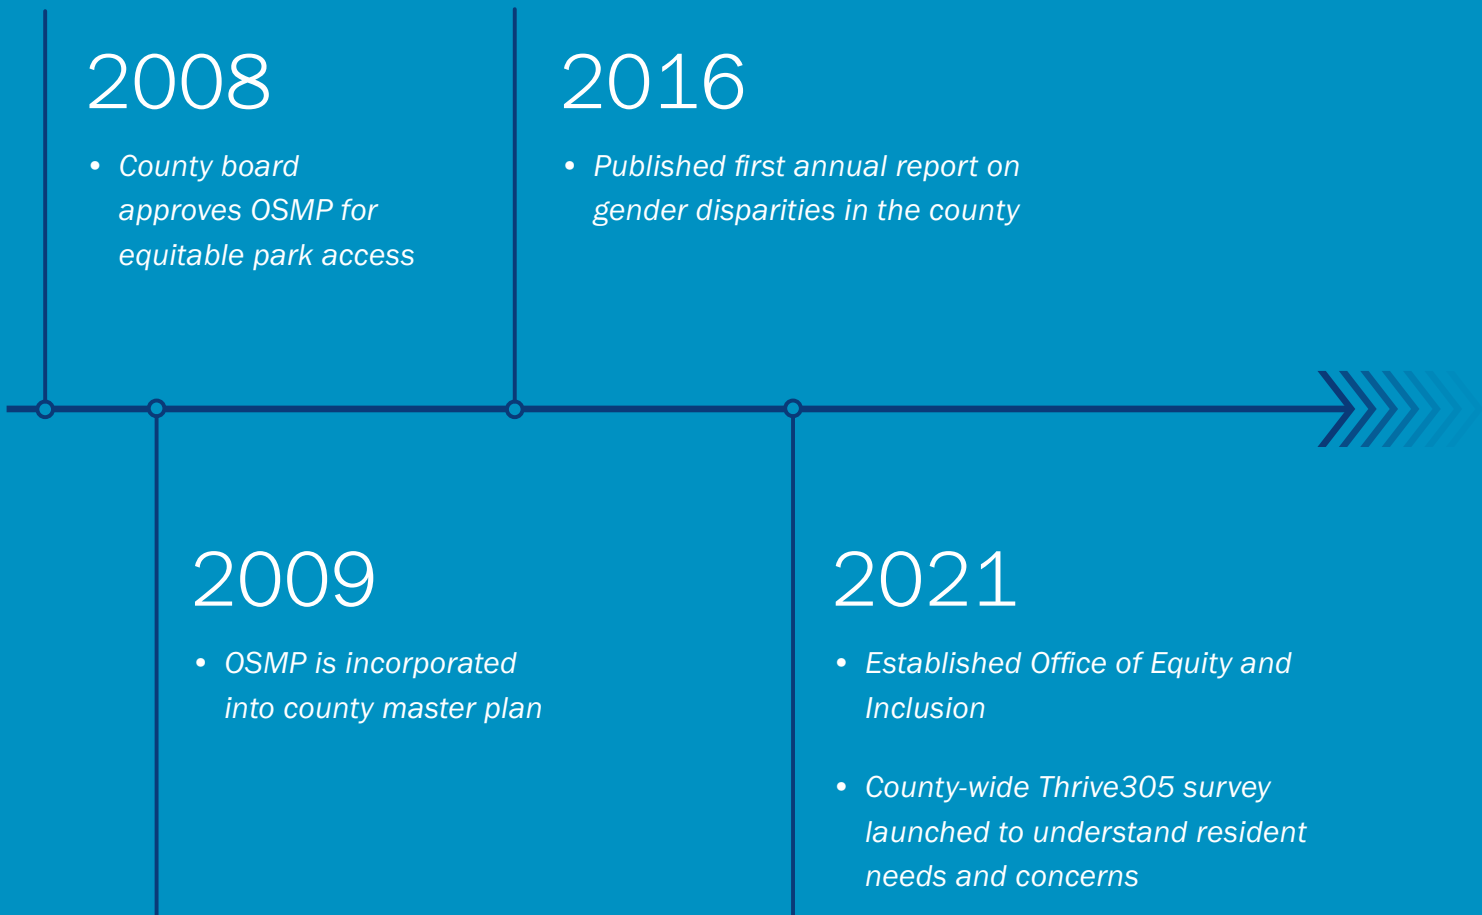 2008
• County board
approves OSMP for
equitable park access
2016
• Published first annual report on
gender disparities in the county
2009
• OSMP is incorporated
into county master plan
2021
• Established Office of Equity and
Inclusion
• County-wide Thrive305 survey
launched to understand resident
needs and concerns